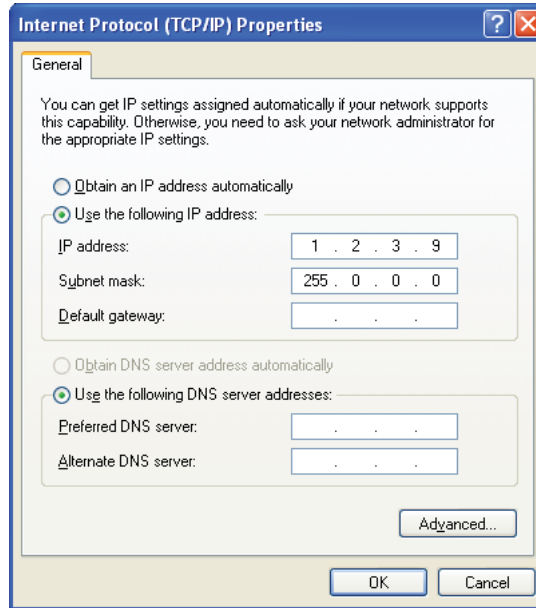 Internet Protocol (TCP/IP) Properties
General
You can get IP settings assigned automatically if your network supports
this capability. Otherwise, you need to ask your network administrator for
the appropriate IP settings.
Obtain an IP address automatically
Use the following IP address:
IP address: 1 . 2 . 3 . 9
Subnet mask: 255 . 0 . 0 . 0
Default gateway: . . .
Obtain DNS server address automatically
Use the following DNS server addresses:
Preferred DNS server: . . .
Alternate DNS server: . . .
Advanced...
OK Cancel